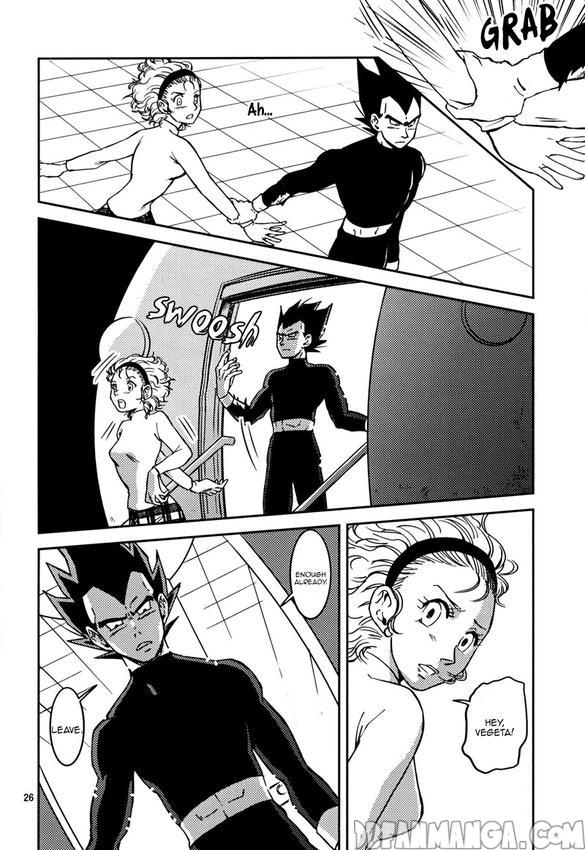 GRAB
Ah...
SWOOSH
ENOUGH
ALREADY.
LEAVE.
HEY,
VEGETA!
26
DBFANMANGA.COM